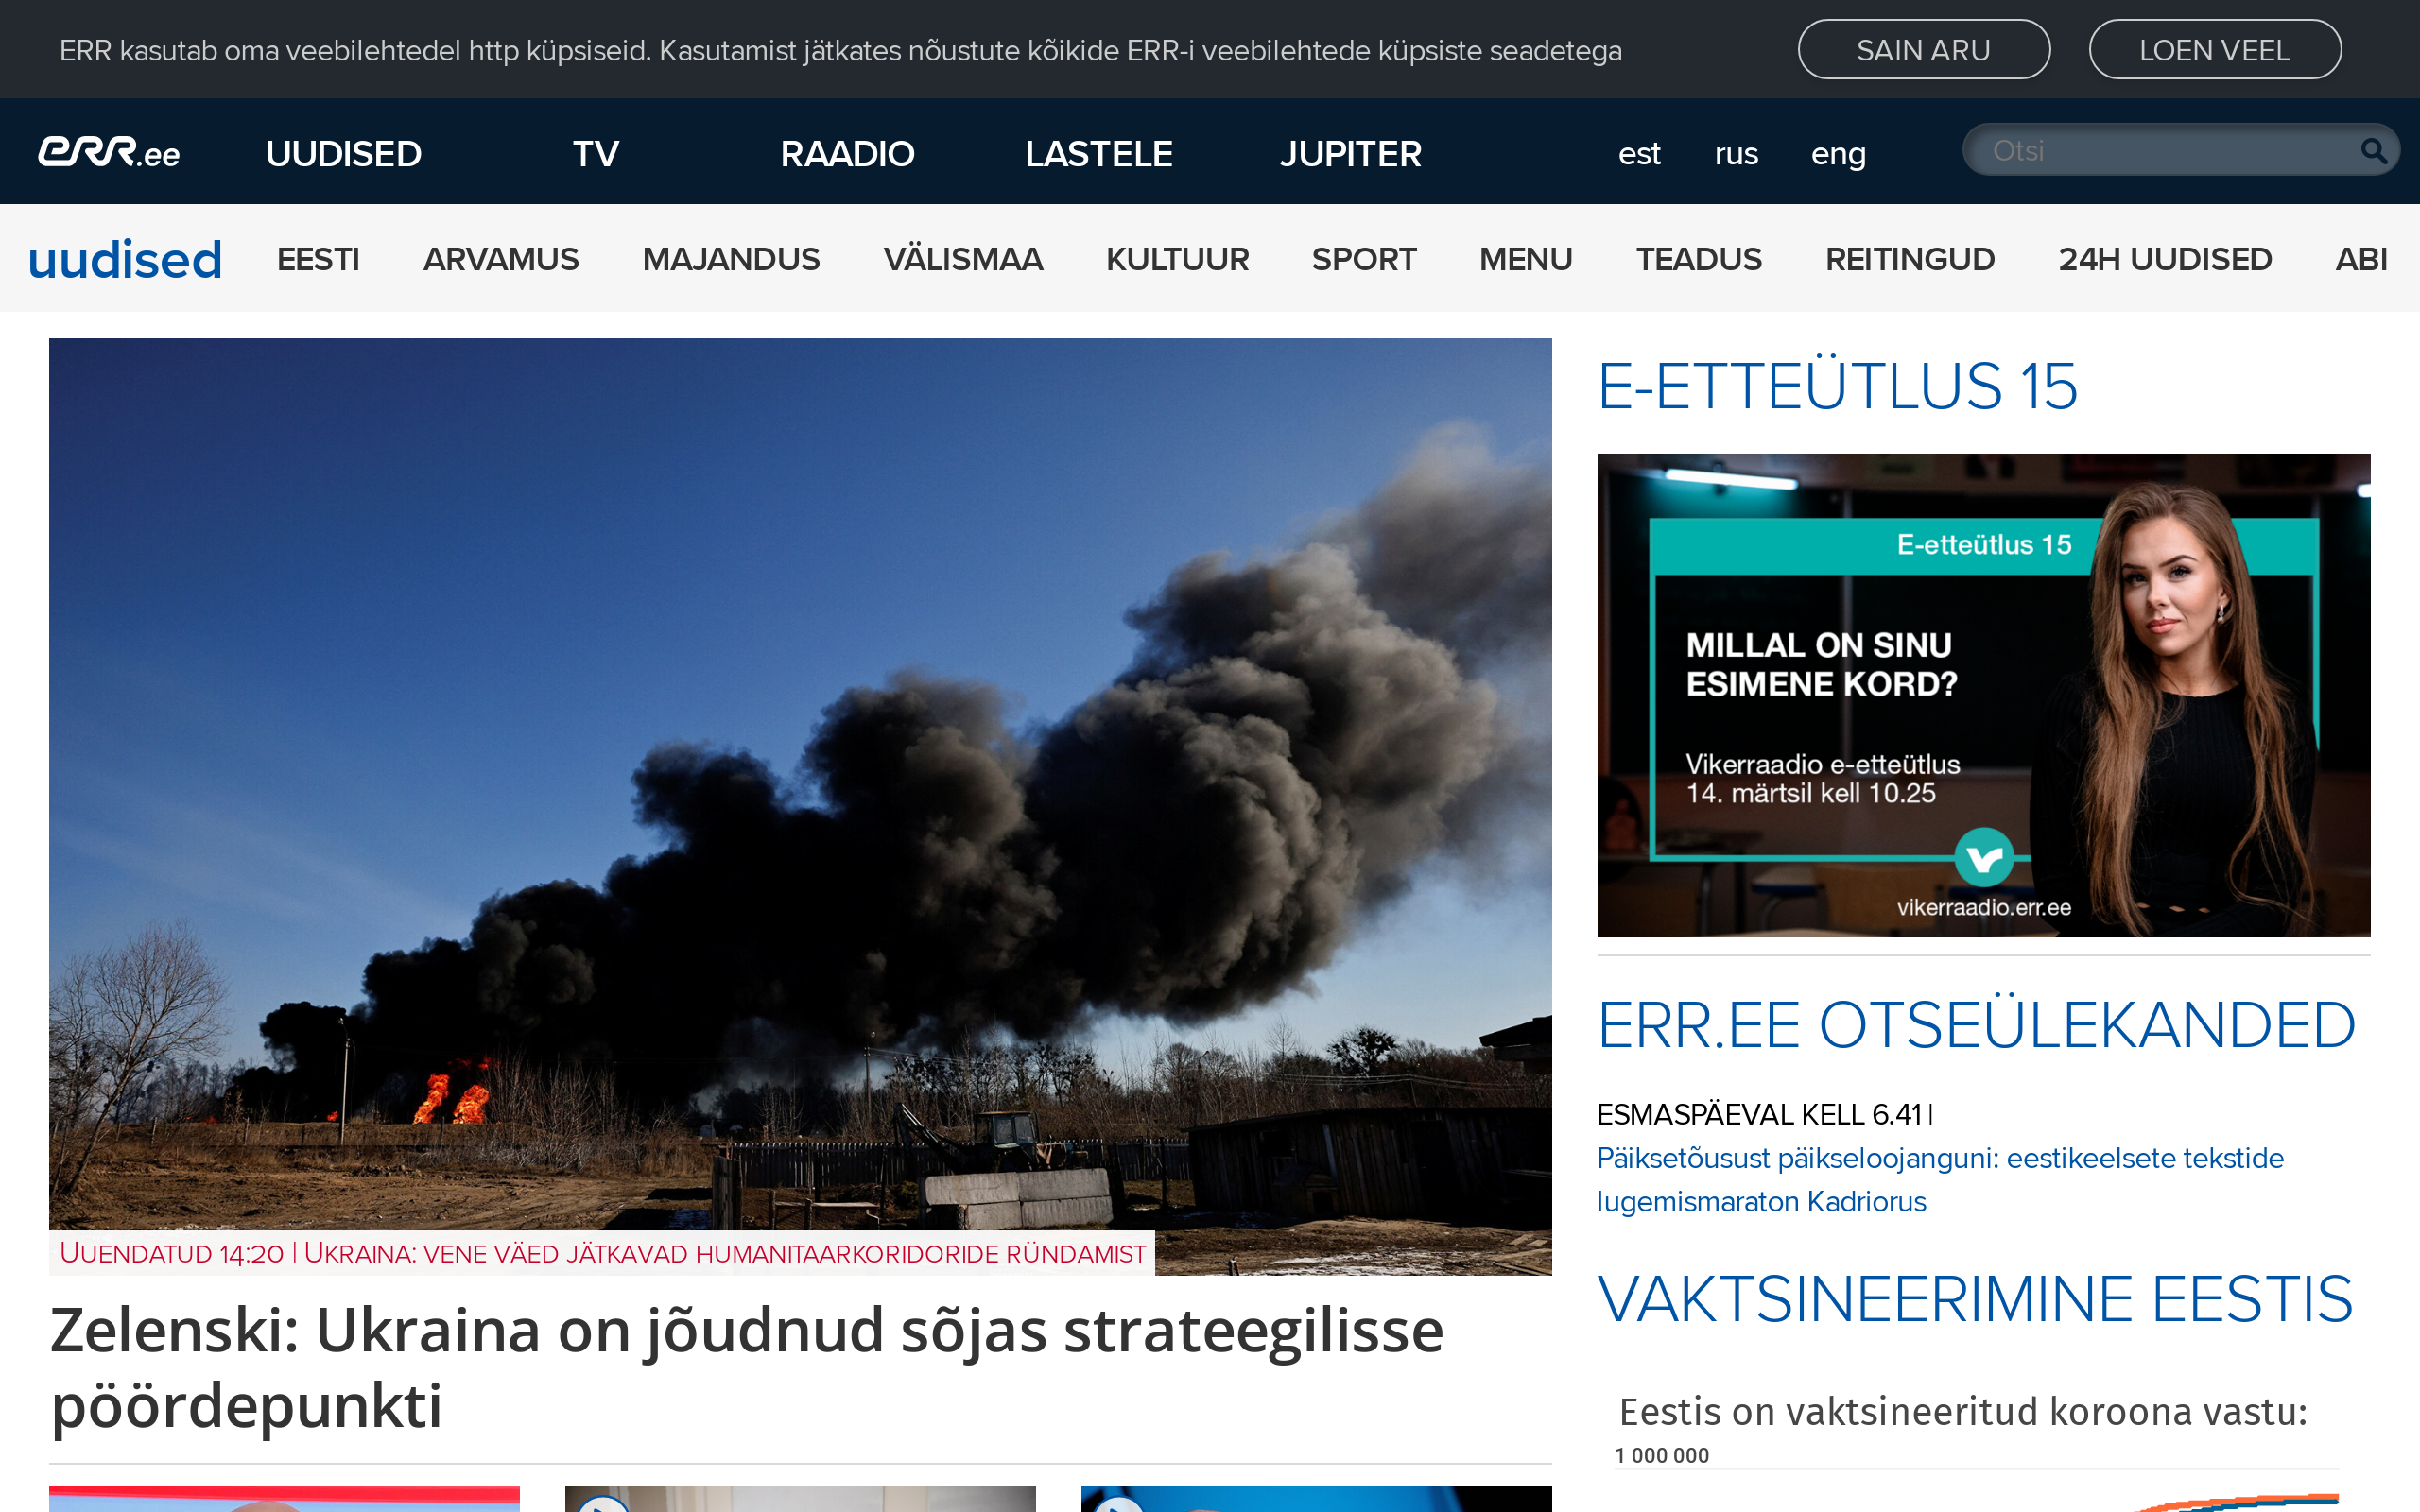 ERR kasutab oma veebilehtedel http küpsiseid. Kasutamist jätkates nõustute kõikide ERR-i veebilehtede küpsiste seadetega
SAIN ARU
LOEN VEEL
err.ee
UUDISED
TV
RAADIO
LASTELE
JUPITER
est
rus
eng
Otsi
uudised
EESTI
ARVAMUS
MAJANDUS
VÄLISMAA
KULTUUR
SPORT
MENU
TEADUS
REITINGUD
24H UUDISED
ABI
Uuendatud 14:20 | Ukraina: vene väed jätkavad humanitaarkoridoride ründamist
Zelenski: Ukraina on jõudnud sõjas strateegilisse
pöördepunkti
E-ETTEÜTLUS 15
E-etteütlus 15
MILLAL ON SINU
ESIMENE KORD?
Vikerraadio e-etteütlus
14. märtsil kell 10.25
vikerraadio.err.ee
ERR.EE OTSEÜLEKANDED
ESMASPÄEVAL KELL 6.41 |
Päiksetõusust päikseloojanguni: eestikeelsete tekstide
lugemismaraton Kadriorus
VAKTSINEERIMINE EESTIS
Eestis on vaktsineeritud koroona vastu:
1 000 000